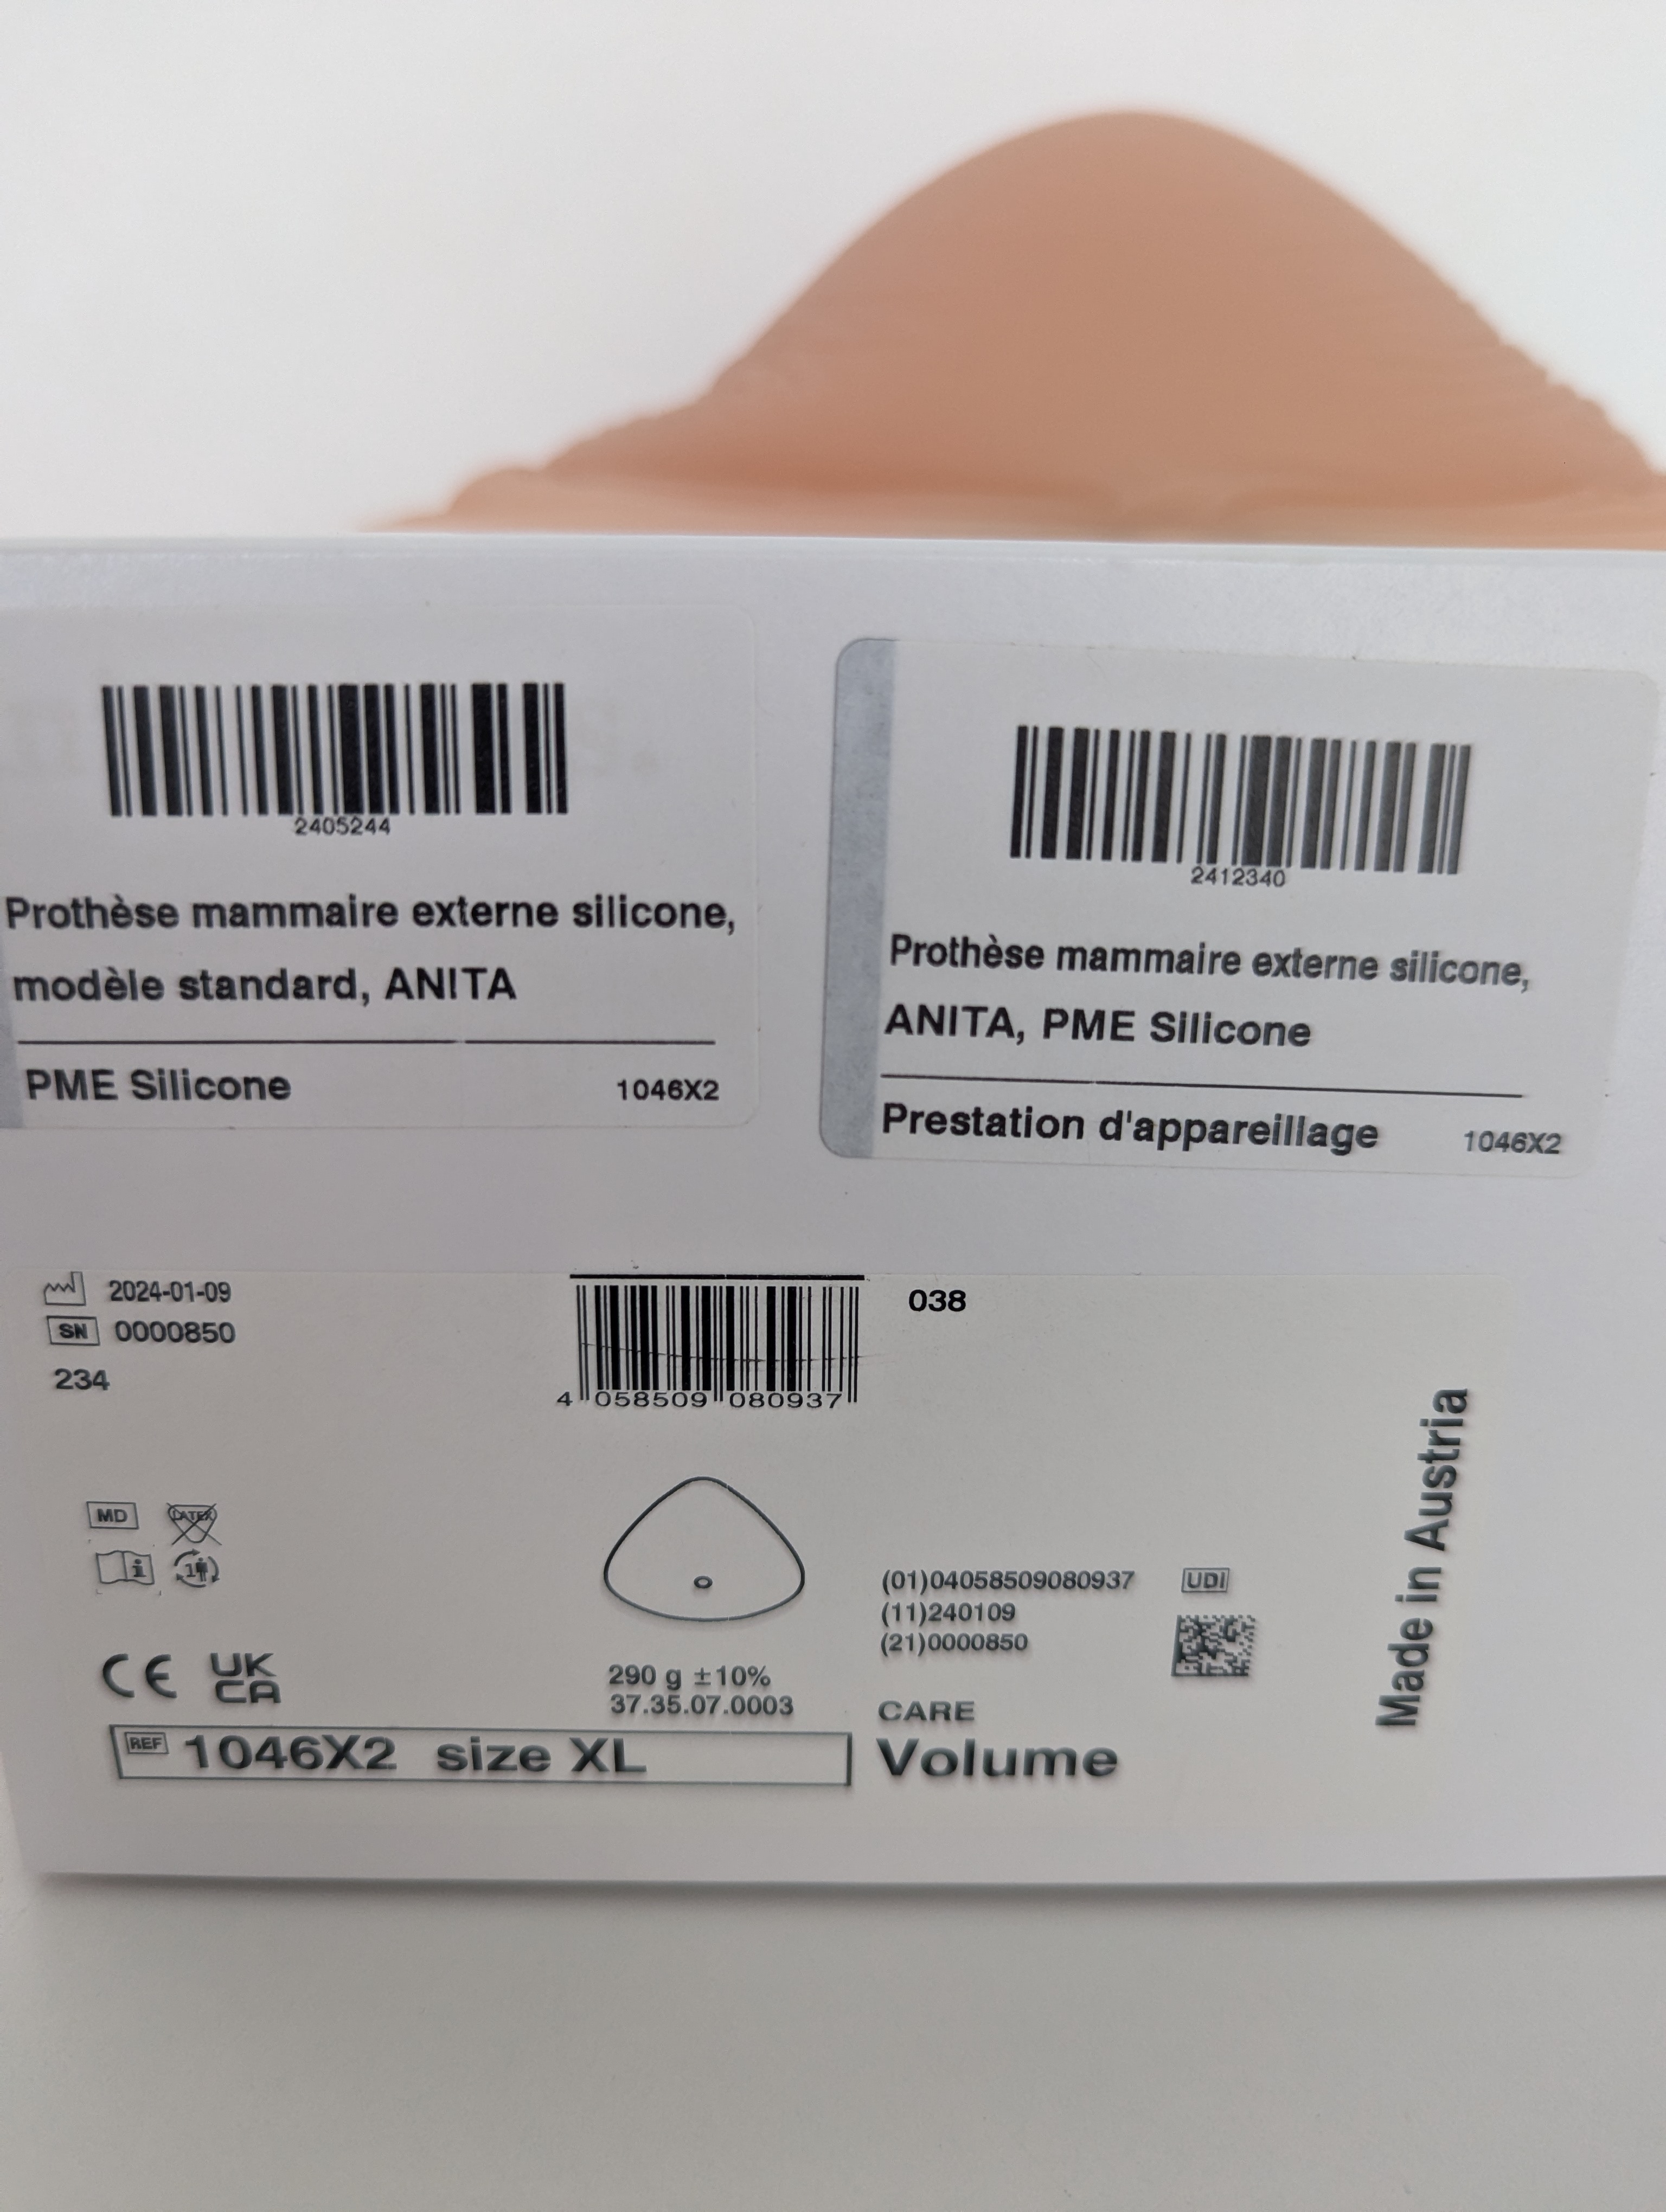 2405244
Prothèse mammaire externe silicone,
modèle standard, ANITA
PME Silicone 1046X2
2412340
Prothèse mammaire externe silicone,
ANITA, PME Silicone
Prestation d'appareillage 1046X2
2024-01-09
SN 0000850
234
4 058509 080937
038
MD LATEX
i 1
CE UK
CA
290 g ±10%
37.35.07.0003
REF 1046X2 size XL
(01)04058509080937 UDI
(11)240109
(21)0000850
CARE
Volume
Made in Austria